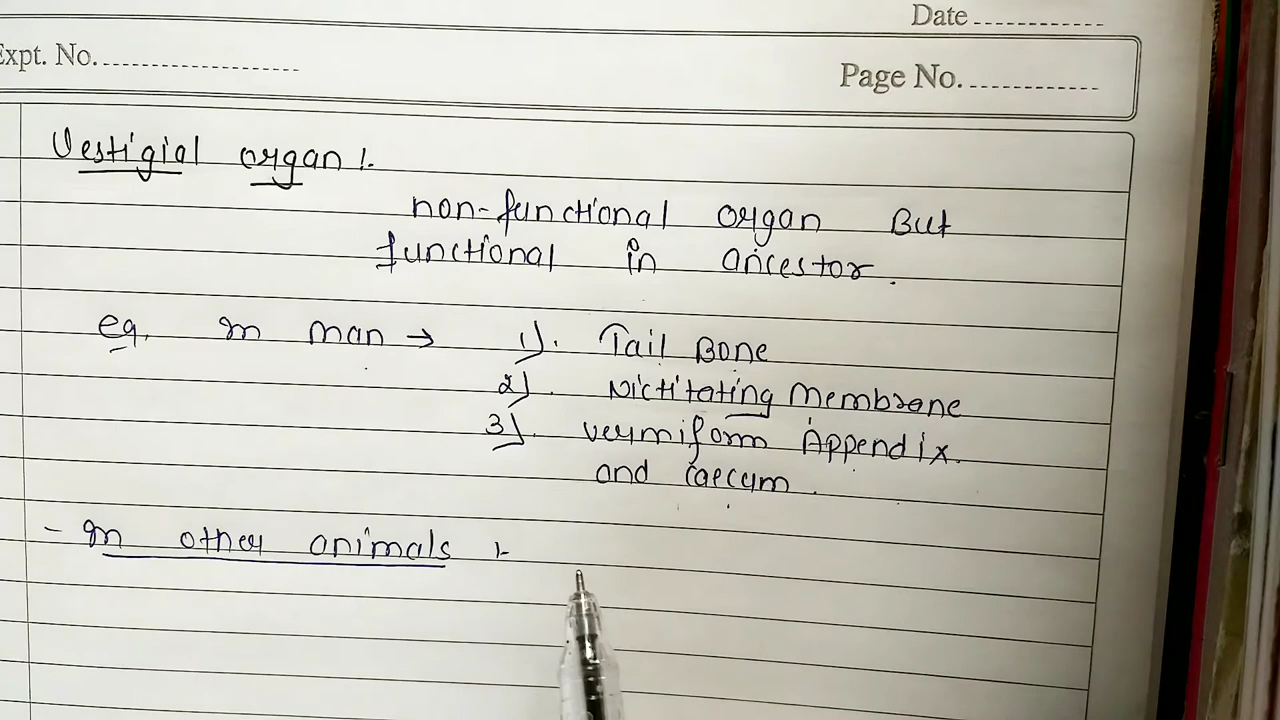 Date
Expt. No.
Page No.
Vestigial organ :-
non-functional organ But
functional in ancestor.
eg. In man → 1). Tail Bone
2). Nictitating Membrane
3). vermiform Appendix.
and caecum.
- In other animals :-